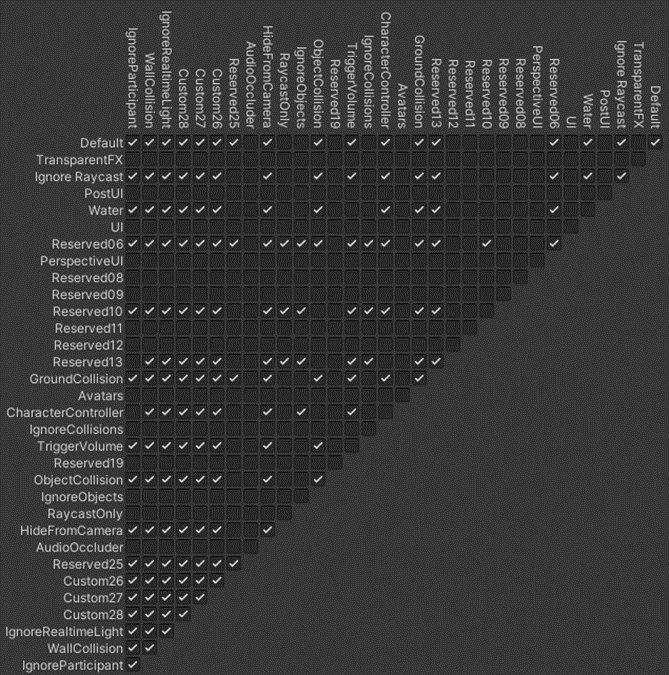 IgnoreParticipant
WallCollision
IgnoreRealtimeLight
Custom28
Custom27
Custom26
Reserved25
AudioOccluder
HideFromCamera
RaycastOnly
IgnoreObjects
ObjectCollision
Reserved19
TriggerVolume
IgnoreCollisions
CharacterController
Avatars
GroundCollision
Reserved13
Reserved12
Reserved11
Reserved10
Reserved09
Reserved08
PerspectiveUI
Reserved06
UI
Water
PostUI
Ignore Raycast
TransparentFX
Default
Default
TransparentFX
Ignore Raycast
PostUI
Water
UI
Reserved06
PerspectiveUI
Reserved08
Reserved09
Reserved10
Reserved11
Reserved12
Reserved13
GroundCollision
Avatars
CharacterController
IgnoreCollisions
TriggerVolume
Reserved19
ObjectCollision
IgnoreObjects
RaycastOnly
HideFromCamera
AudioOccluder
Reserved25
Custom26
Custom27
Custom28
IgnoreRealtimeLight
WallCollision
IgnoreParticipant